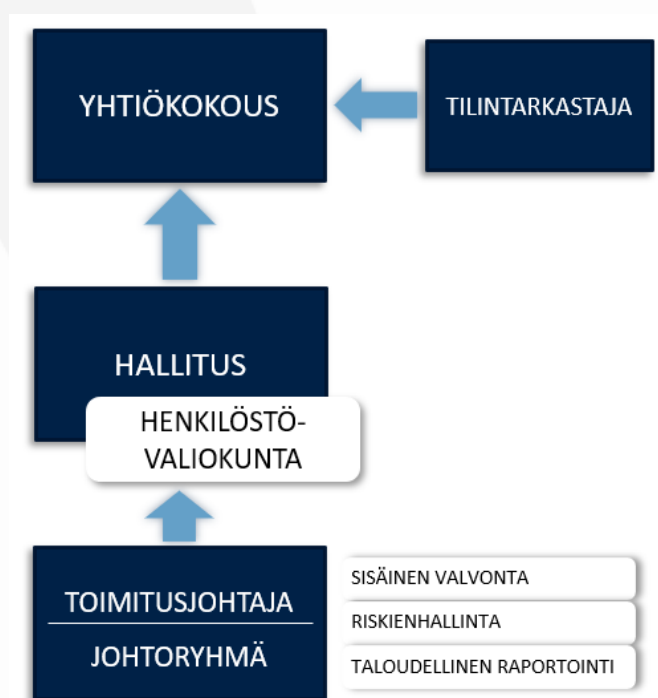 YHTIÖKOKOUS
TILINTARKASTAJA
HALLITUS
HENKILÖSTÖ-
VALIOKUNTA
TOIMITUSJOHTAJA
JOHTORYHMÄ
SISÄINEN VALVONTA
RISKIENHALLINTA
TALOUDELLINEN RAPORTOINTI